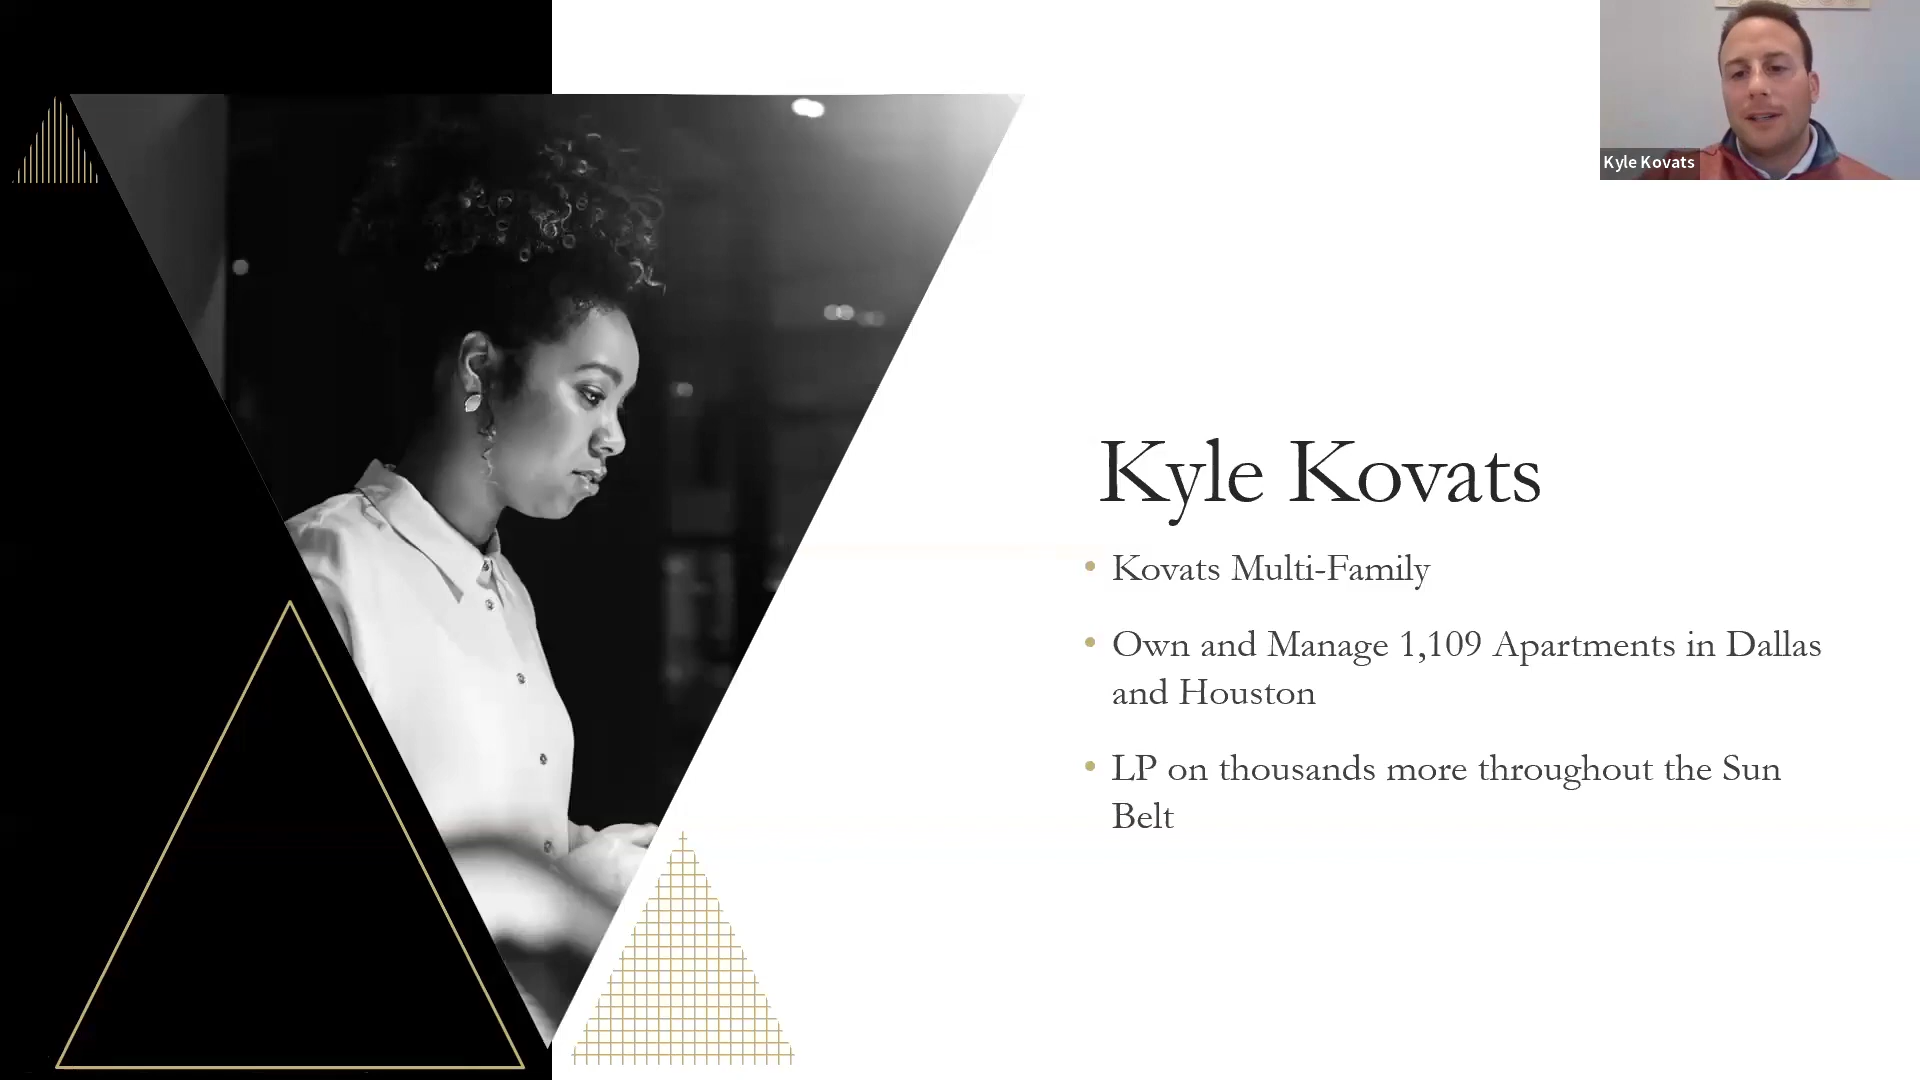 Kyle Kovats
Kyle Kovats
• Kovats Multi-Family
• Own and Manage 1,109 Apartments in Dallas
and Houston
• LP on thousands more throughout the Sun
Belt